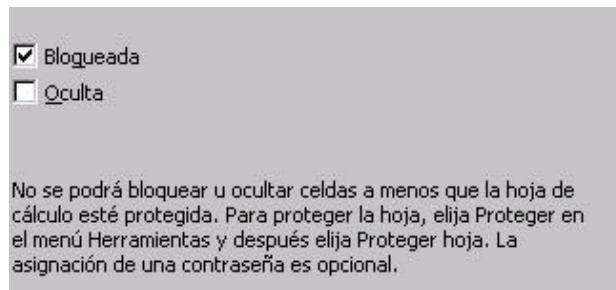 Bloqueada
Oculta
No se podrá bloquear u ocultar celdas a menos que la hoja de
cálculo esté protegida. Para proteger la hoja, elija Proteger en
el menú Herramientas y después elija Proteger hoja. La
asignación de una contraseña es opcional.